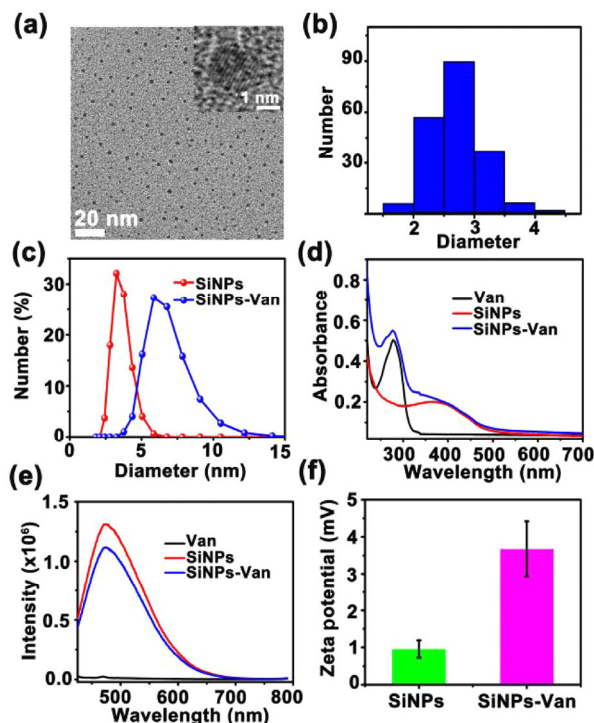 (a)
1 nm
20 nm
(b)
90
60
30
Number
2 3 4
Diameter
(c)
30
20
10
0
Number (%)
SiNPs
SiNPs-Van
0 5 10 15
Diameter (nm)
(d)
0.8
0.6
0.4
0.2
Absorbance
Van
SiNPs
SiNPs-Van
300 400 500 600 700
Wavelength (nm)
(e)
1.5
1.0
0.5
0.0
Intensity (x10⁶)
Van
SiNPs
SiNPs-Van
500 600 700 800
Wavelength (nm)
(f)
5
4
3
2
1
0
Zeta potential (mV)
SiNPs SiNPs-Van